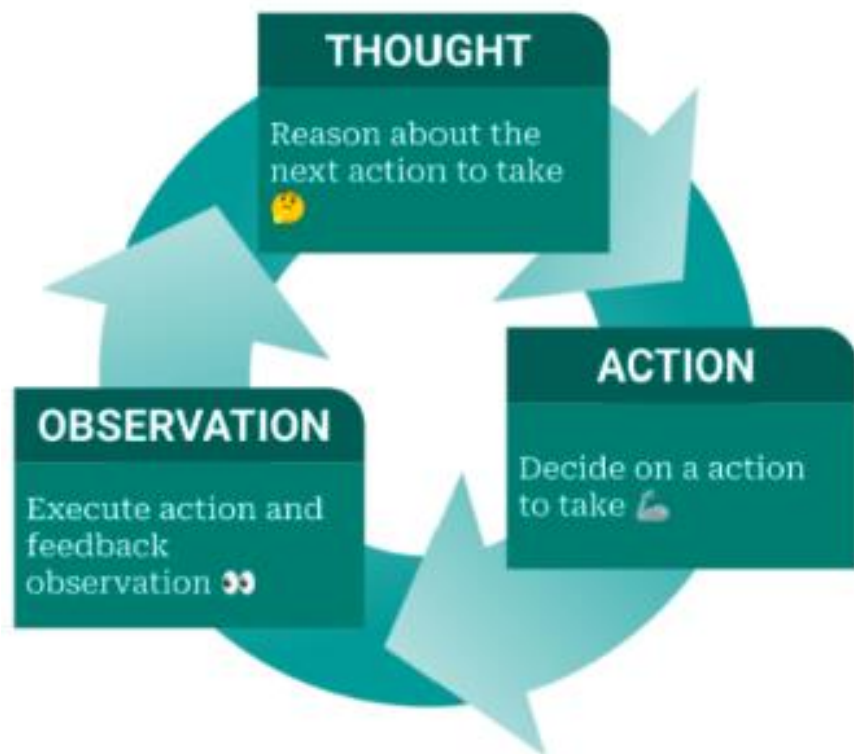 THOUGHT
Reason about the
next action to take
🤔
ACTION
Decide on a action
to take 🦾
OBSERVATION
Execute action and
feedback
observation 👀